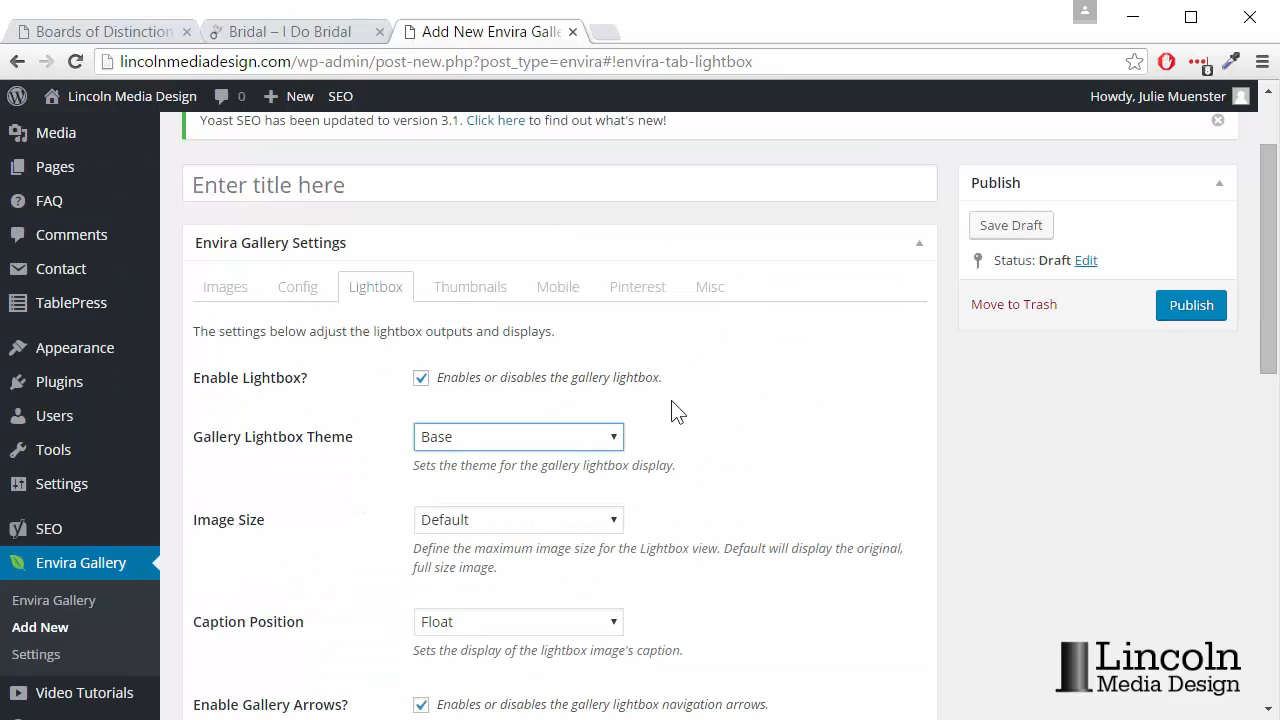 Boards of Distinction
Bridal – I Do Bridal
Add New Envira Galle
lincolnmediadesign.com/wp-admin/post-new.php?post_type=envira#!envira-tab-lightbox
Lincoln Media Design
0
New
SEO
Howdy, Julie Muenster
Yoast SEO has been updated to version 3.1. Click here to find out what's new!
Media
Pages
FAQ
Comments
Contact
TablePress
Appearance
Plugins
Users
Tools
Settings
SEO
Envira Gallery
Envira Gallery
Add New
Settings
Video Tutorials
Enter title here
Envira Gallery Settings
Images
Config
Lightbox
Thumbnails
Mobile
Pinterest
Misc
The settings below adjust the lightbox outputs and displays.
Enable Lightbox?
Enables or disables the gallery lightbox.
Gallery Lightbox Theme
Base
Sets the theme for the gallery lightbox display.
Image Size
Default
Define the maximum image size for the Lightbox view. Default will display the original,
full size image.
Caption Position
Float
Sets the display of the lightbox image's caption.
Enable Gallery Arrows?
Enables or disables the gallery lightbox navigation arrows.
Publish
Save Draft
Status: Draft Edit
Move to Trash
Publish
Lincoln
Media Design